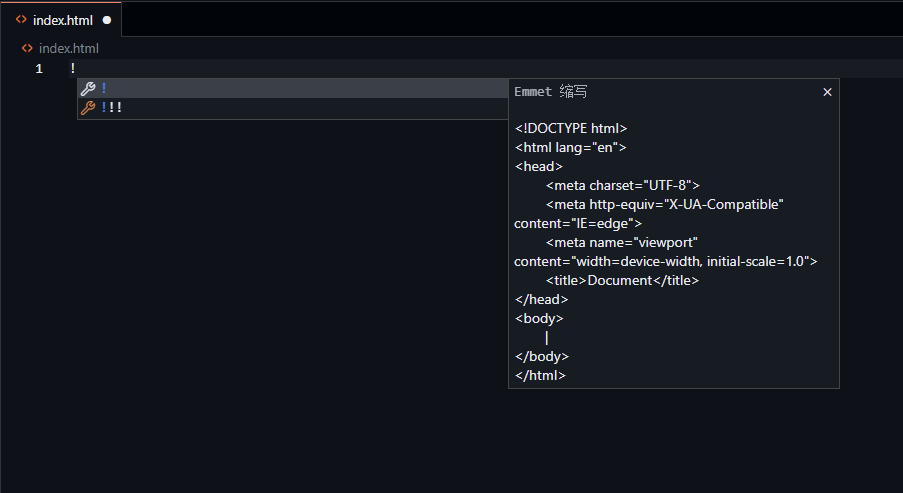 index.html
index.html
1 !
!
!!!
Emmet 缩写
<!DOCTYPE html>
<html lang="en">
<head>
<meta charset="UTF-8">
<meta http-equiv="X-UA-Compatible"
content="IE=edge">
<meta name="viewport"
content="width=device-width, initial-scale=1.0">
<title>Document</title>
</head>
<body>
|
</body>
</html>